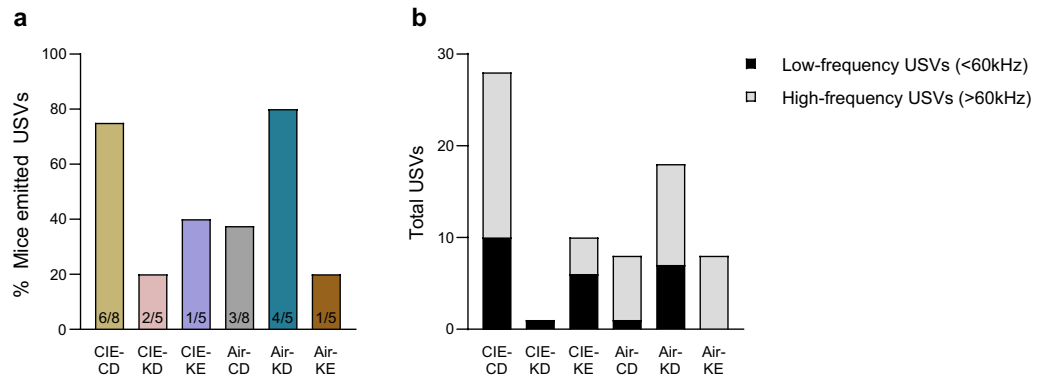 a
100
80
60
40
20
0
% Mice emitted USVs
6/8
2/5
1/5
3/8
4/5
1/5
CIE-
CD
CIE-
KD
CIE-
KE
Air-
CD
Air-
KD
Air-
KE
b
30
20
10
0
Total USVs
CIE-
CD
CIE-
KD
CIE-
KE
Air-
CD
Air-
KD
Air-
KE
Low-frequency USVs (<60kHz)
High-frequency USVs (>60kHz)